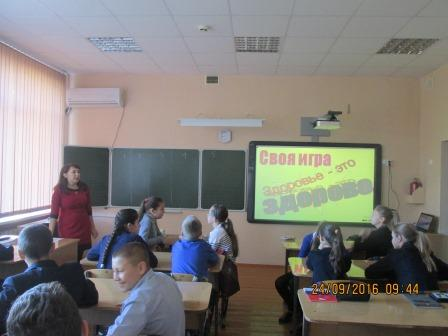 Своя игра
Здоровье - это
здорово
24/09/2016 09:44